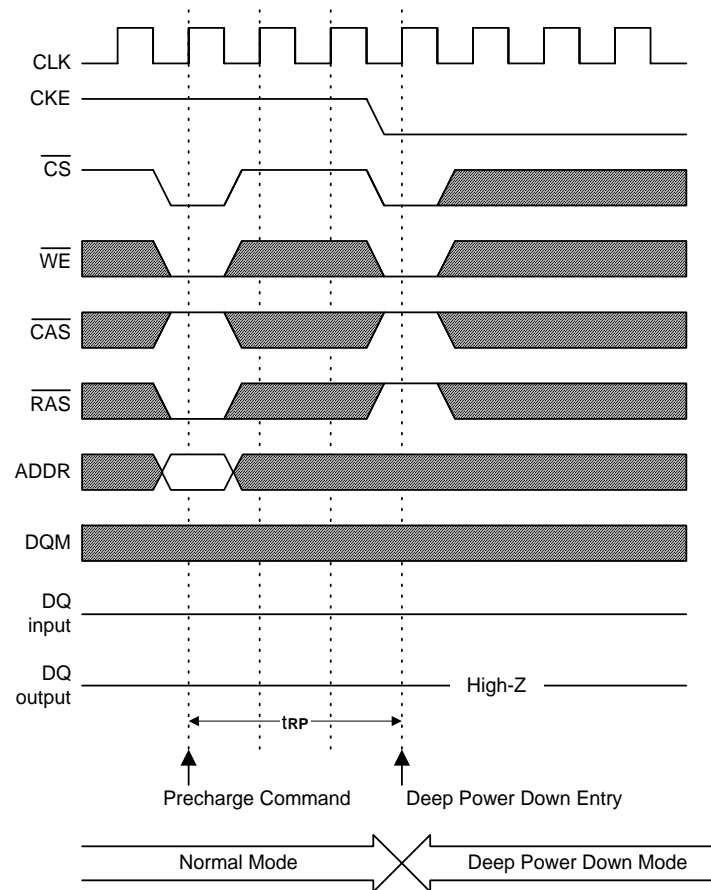 CLK
CKE
CS
WE
CAS
RAS
ADDR
DQM
DQ
input
DQ
output
High-Z
tRP
Precharge Command
Deep Power Down Entry
Normal Mode
Deep Power Down Mode